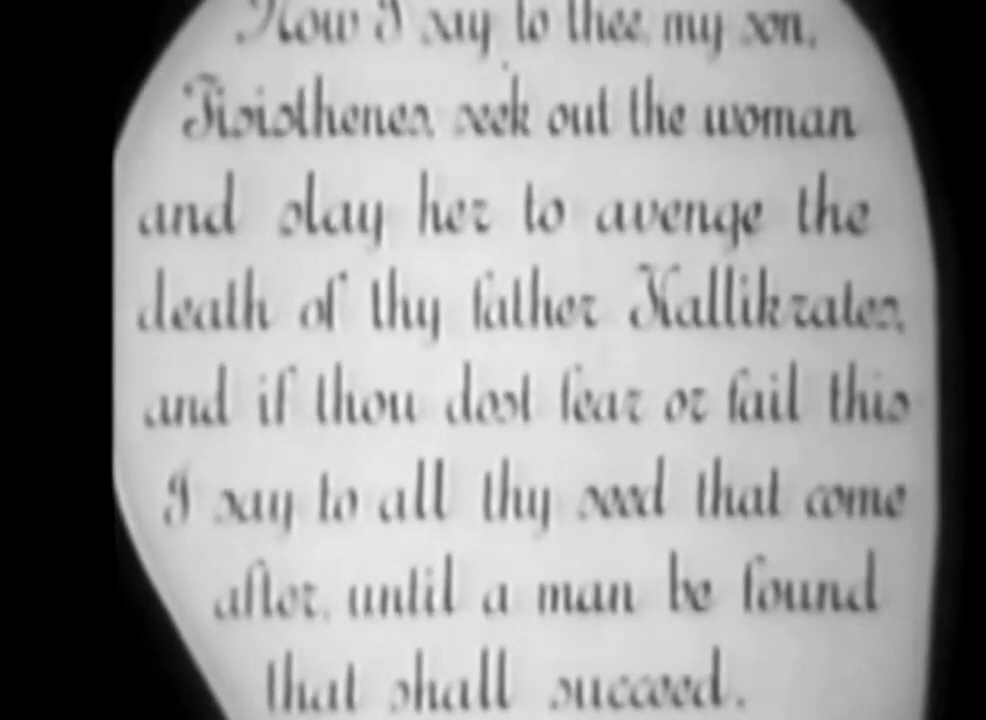 Now I say to thee, my son,
Tisisthenes, seek out the woman
and slay her to avenge the
death of thy father Kallikrates,
and if thou dost fear or fail this
I say to all thy seed that come
after, until a man be found
that shall succeed.